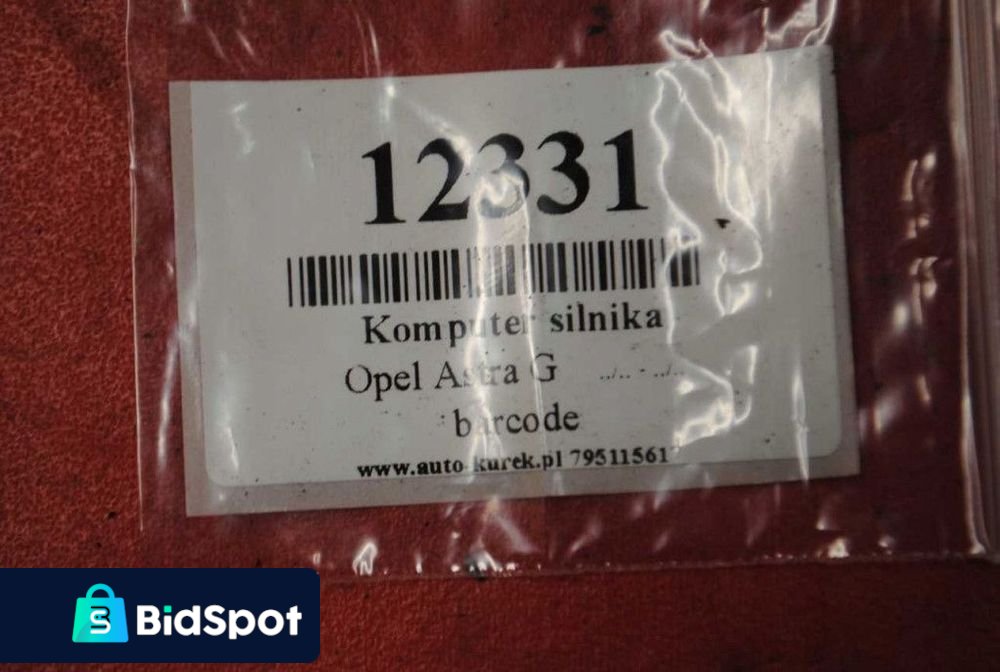 12331
Komputer silnika
Opel Astra G ../.. - ../..
barcode
www.auto-kurek.pl
BidSpot